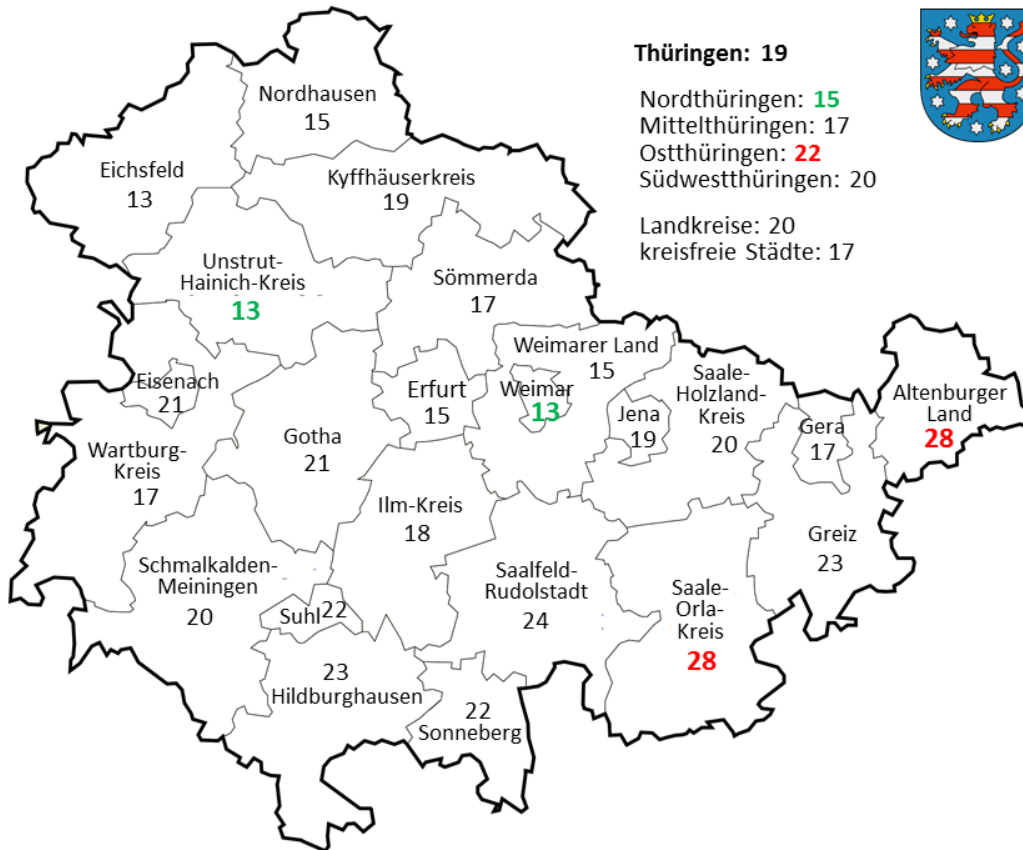 Thüringen: 19
Nordthüringen: 15
Mittelthüringen: 17
Ostthüringen: 22
Südwestthüringen: 20
Landkreise: 20
kreisfreie Städte: 17
Nordhausen
15
Eichsfeld
13
Kyffhäuserkreis
19
Unstrut-
Hainich-Kreis
13
Sömmerda
17
Weimarer Land
15
Eisenach
21
Erfurt
15
Weimar
13
Jena
19
Saale-
Holzland-
Kreis
20
Gera
17
Altenburger
Land
28
Wartburg-
Kreis
17
Gotha
21
Ilm-Kreis
18
Greiz
23
Schmalkalden-
Meiningen
20
Suhl 22
Saalfeld-
Rudolstadt
24
Saale-
Orla-
Kreis
28
23
Hildburghausen
22
Sonneberg